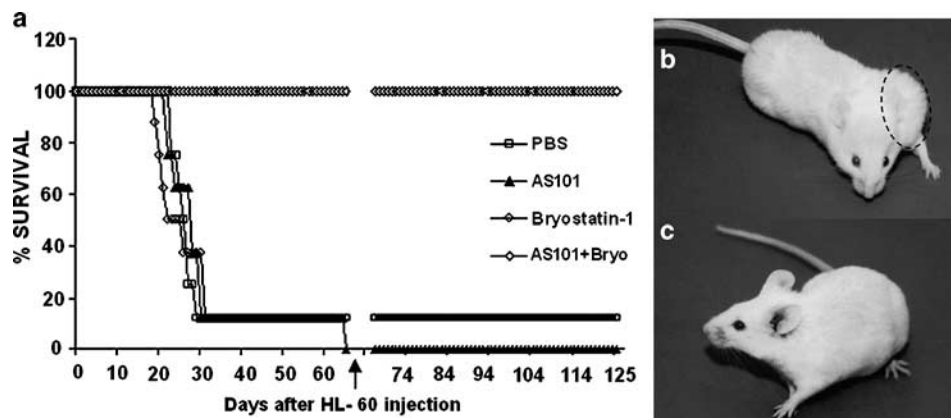 a
120
100
80
60
40
20
0
% SURVIVAL
PBS
AS101
Bryostatin-1
AS101+Bryo
0 10 20 30 40 50 60 74 84 94 104 114 125
Days after HL- 60 injection
b
c